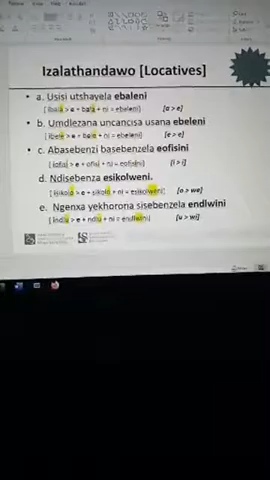 Izalathandawo [Locatives]
• a. Usisi utshayela ebaleni
[ ibala > e + bala + ni = ebaleni] [a > e]
• b. Umdlezana uncancisa usana ebeleni
[ ibele > e + bele + ni = ebeleni] [e > e]
• c. Abasebenzi basebenzela eofisini
[ iofisi > e + ofisi + ni = eofisini] [i > i]
d. Ndisebenza esikolweni.
[ isikolo > e + sikolo + ni = esikolweni] [o > we]
e. Ngenxa yekhorona sisebenzela endlwini
[ indlu > e + ndlu + ni = endlwini] [u > wi]